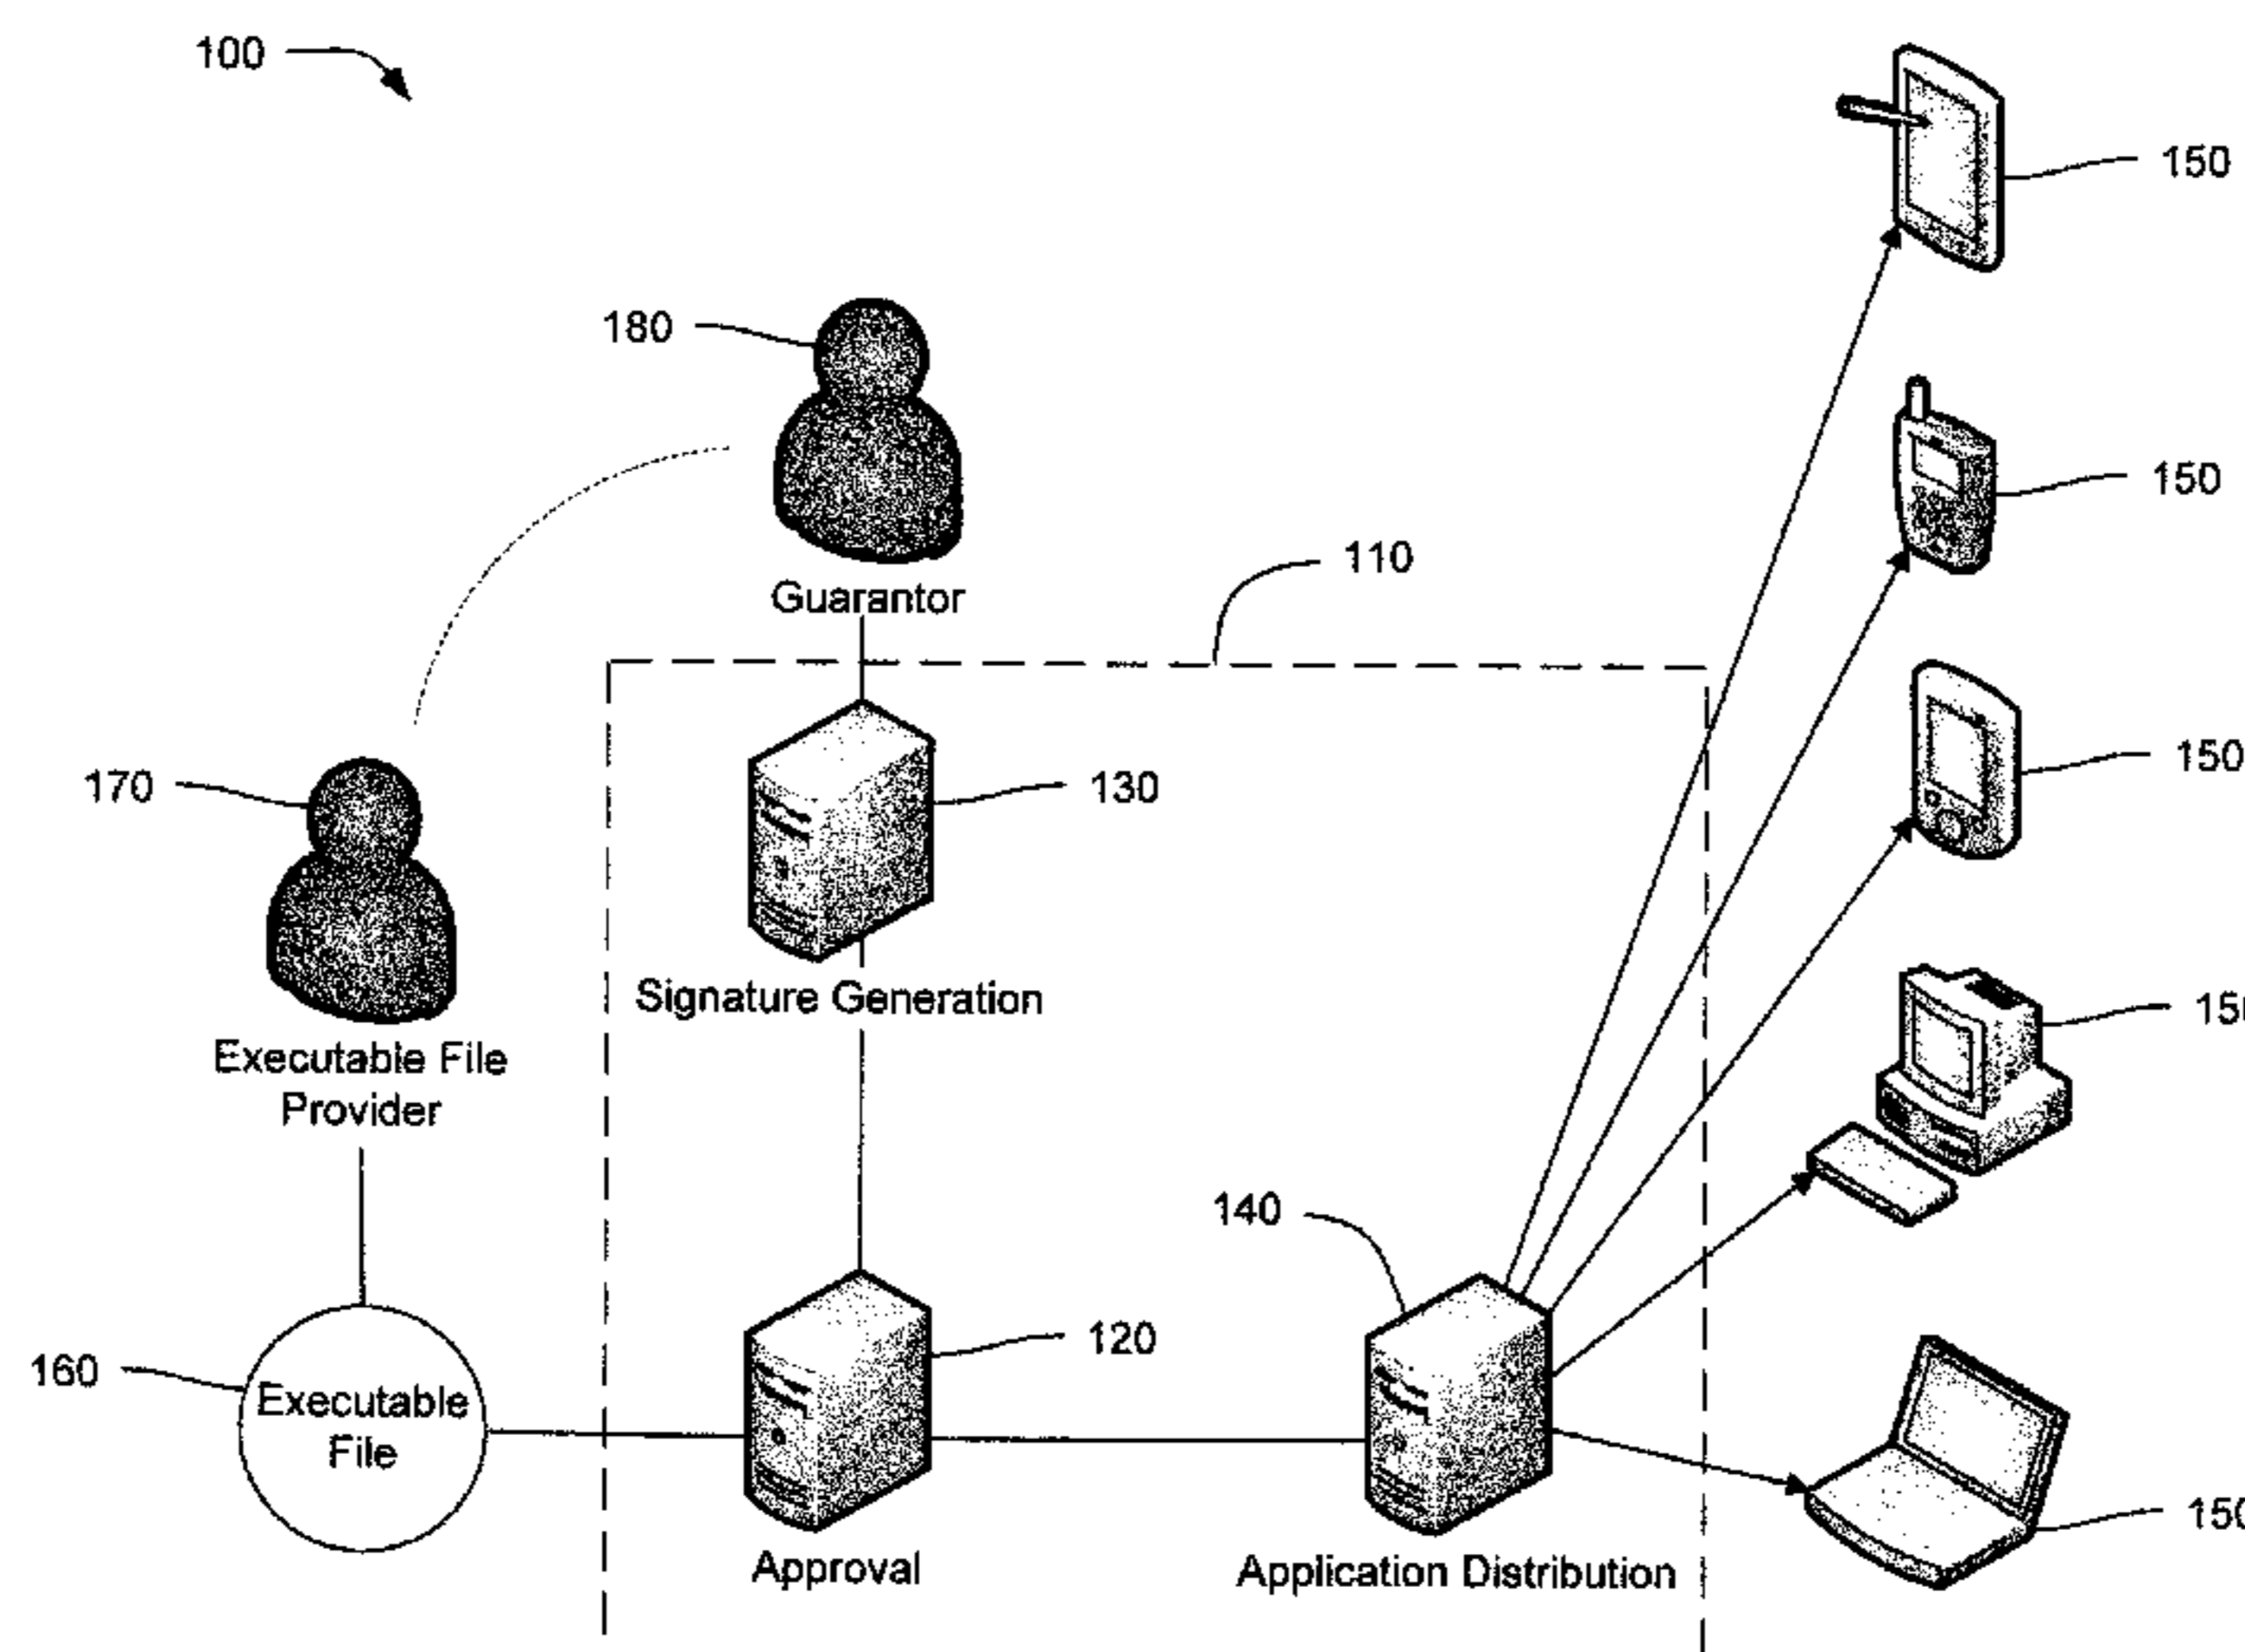 100
150
180
150
110
Guarantor
150
170
130
Signature Generation
Executable File
Provider
140
120
160
Executable
File
Approval
Application Distribution